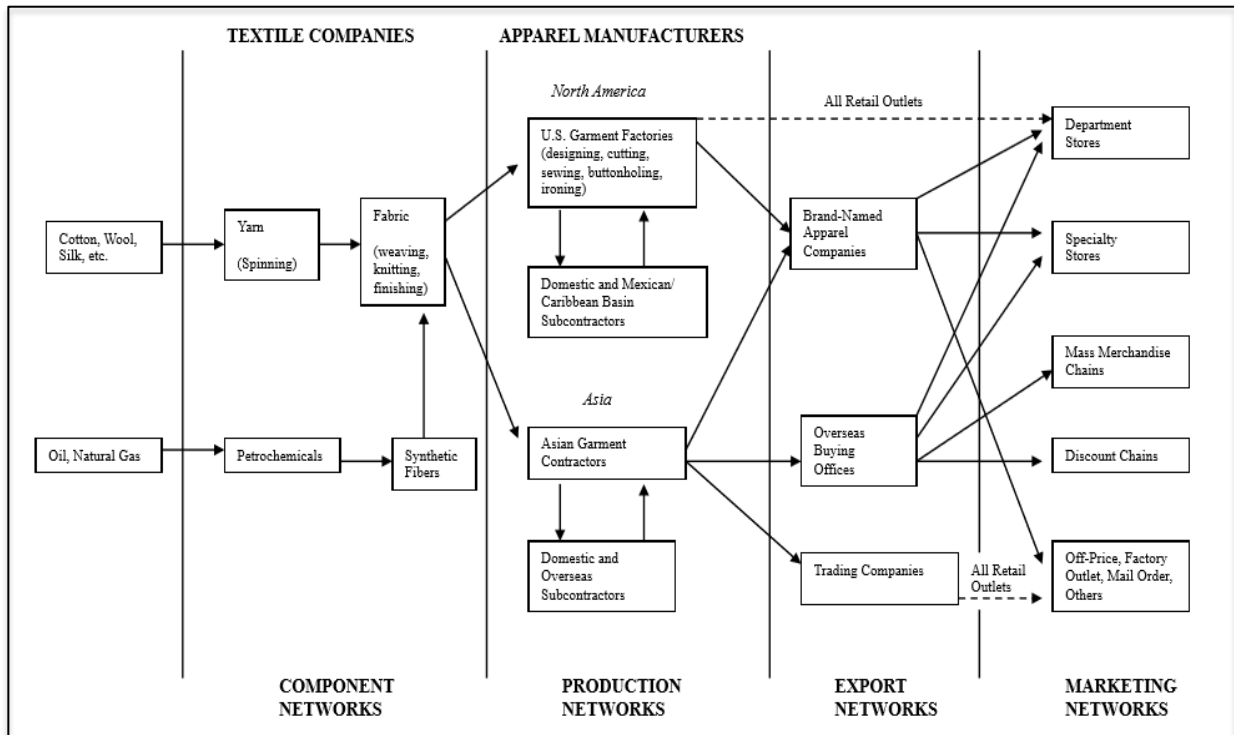 TEXTILE COMPANIES
APPAREL MANUFACTURERS
North America
All Retail Outlets
U.S. Garment Factories
(designing, cutting,
sewing, buttonholing,
ironing)
Department
Stores
Cotton, Wool,
Silk, etc.
Yarn
(Spinning)
Fabric
(weaving,
knitting,
finishing)
Brand-Named
Apparel
Companies
Specialty
Stores
Domestic and Mexican/
Caribbean Basin
Subcontractors
Mass Merchandise
Chains
Asia
Oil, Natural Gas
Petrochemicals
Synthetic
Fibers
Asian Garment
Contractors
Overseas
Buying
Offices
Discount Chains
Domestic and
Overseas
Subcontractors
Trading Companies
All Retail
Outlets
Off-Price, Factory
Outlet, Mail Order,
Others
COMPONENT
NETWORKS
PRODUCTION
NETWORKS
EXPORT
NETWORKS
MARKETING
NETWORKS